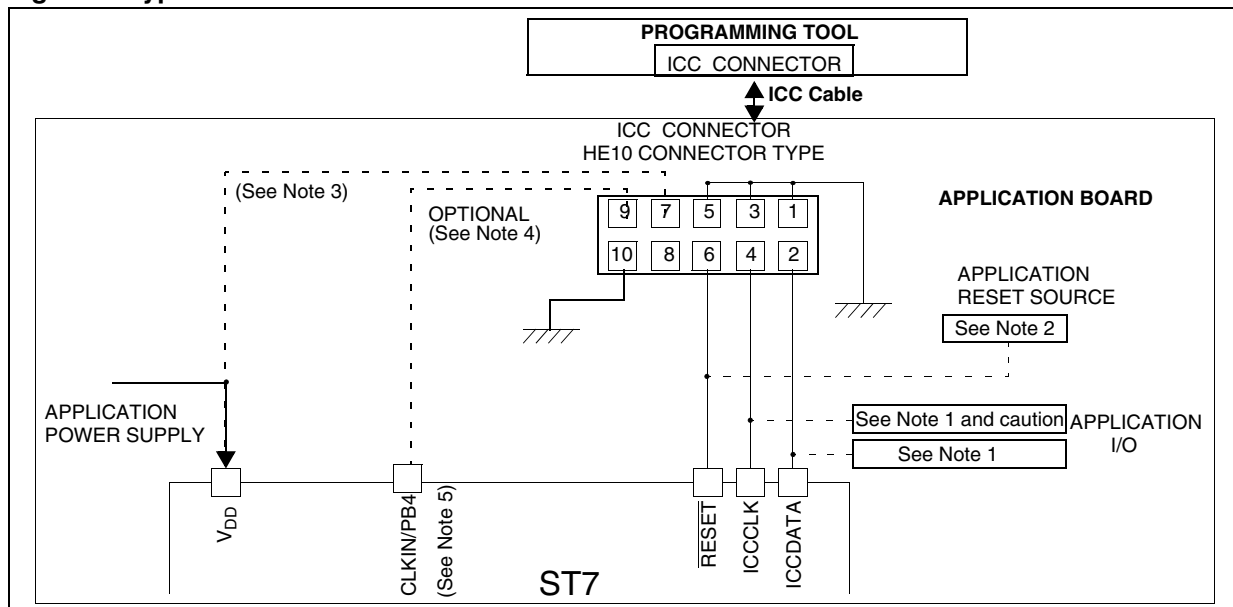 PROGRAMMING TOOL
ICC CONNECTOR
ICC Cable
ICC CONNECTOR
HE10 CONNECTOR TYPE
(See Note 3)
OPTIONAL
(See Note 4)
9 7 5 3 1
10 8 6 4 2
APPLICATION BOARD
APPLICATION
RESET SOURCE
See Note 2
APPLICATION
POWER SUPPLY
See Note 1 and caution
See Note 1
APPLICATION
I/O
VDD
CLKIN/PB4
(See Note 5)
RESET
ICCCLK
ICCDATA
ST7